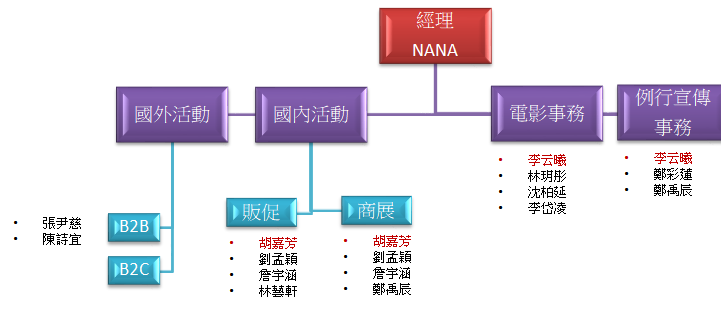 經理
NANA
國外活動
國內活動
電影事務
例行宣傳
事務
李云曦
林玥彤
沈柏延
李岱凌
李云曦
鄭彩蓮
鄭禹辰
張尹慈
陳詩宜
B2B
B2C
販促
胡嘉芳
劉孟穎
詹宇涵
林藝軒
商展
胡嘉芳
劉孟穎
詹宇涵
鄭禹辰